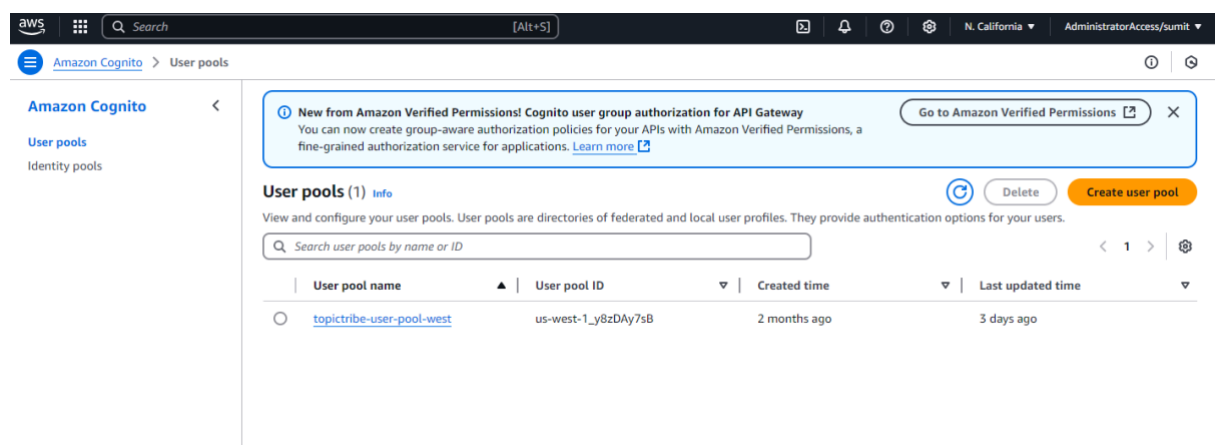 aws Search [Alt+S] N. California AdministratorAccess/sumit
Amazon Cognito > User pools
Amazon Cognito
User pools
Identity pools
New from Amazon Verified Permissions! Cognito user group authorization for API Gateway
You can now create group-aware authorization policies for your APIs with Amazon Verified Permissions, a
fine-grained authorization service for applications. Learn more
Go to Amazon Verified Permissions
User pools (1) Info
Delete
Create user pool
View and configure your user pools. User pools are directories of federated and local user profiles. They provide authentication options for your users.
Search user pools by name or ID
1
User pool name User pool ID Created time Last updated time
topictribe-user-pool-west us-west-1_y8zDAy7sB 2 months ago 3 days ago